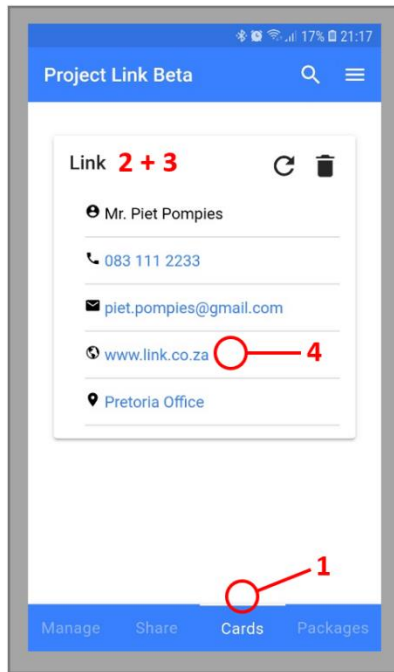 17% 21:17
Project Link Beta
Link 2 + 3
Mr. Piet Pompies
083 111 2233
piet.pompies@gmail.com
www.link.co.za 4
Pretoria Office
1
Manage Share Cards Packages